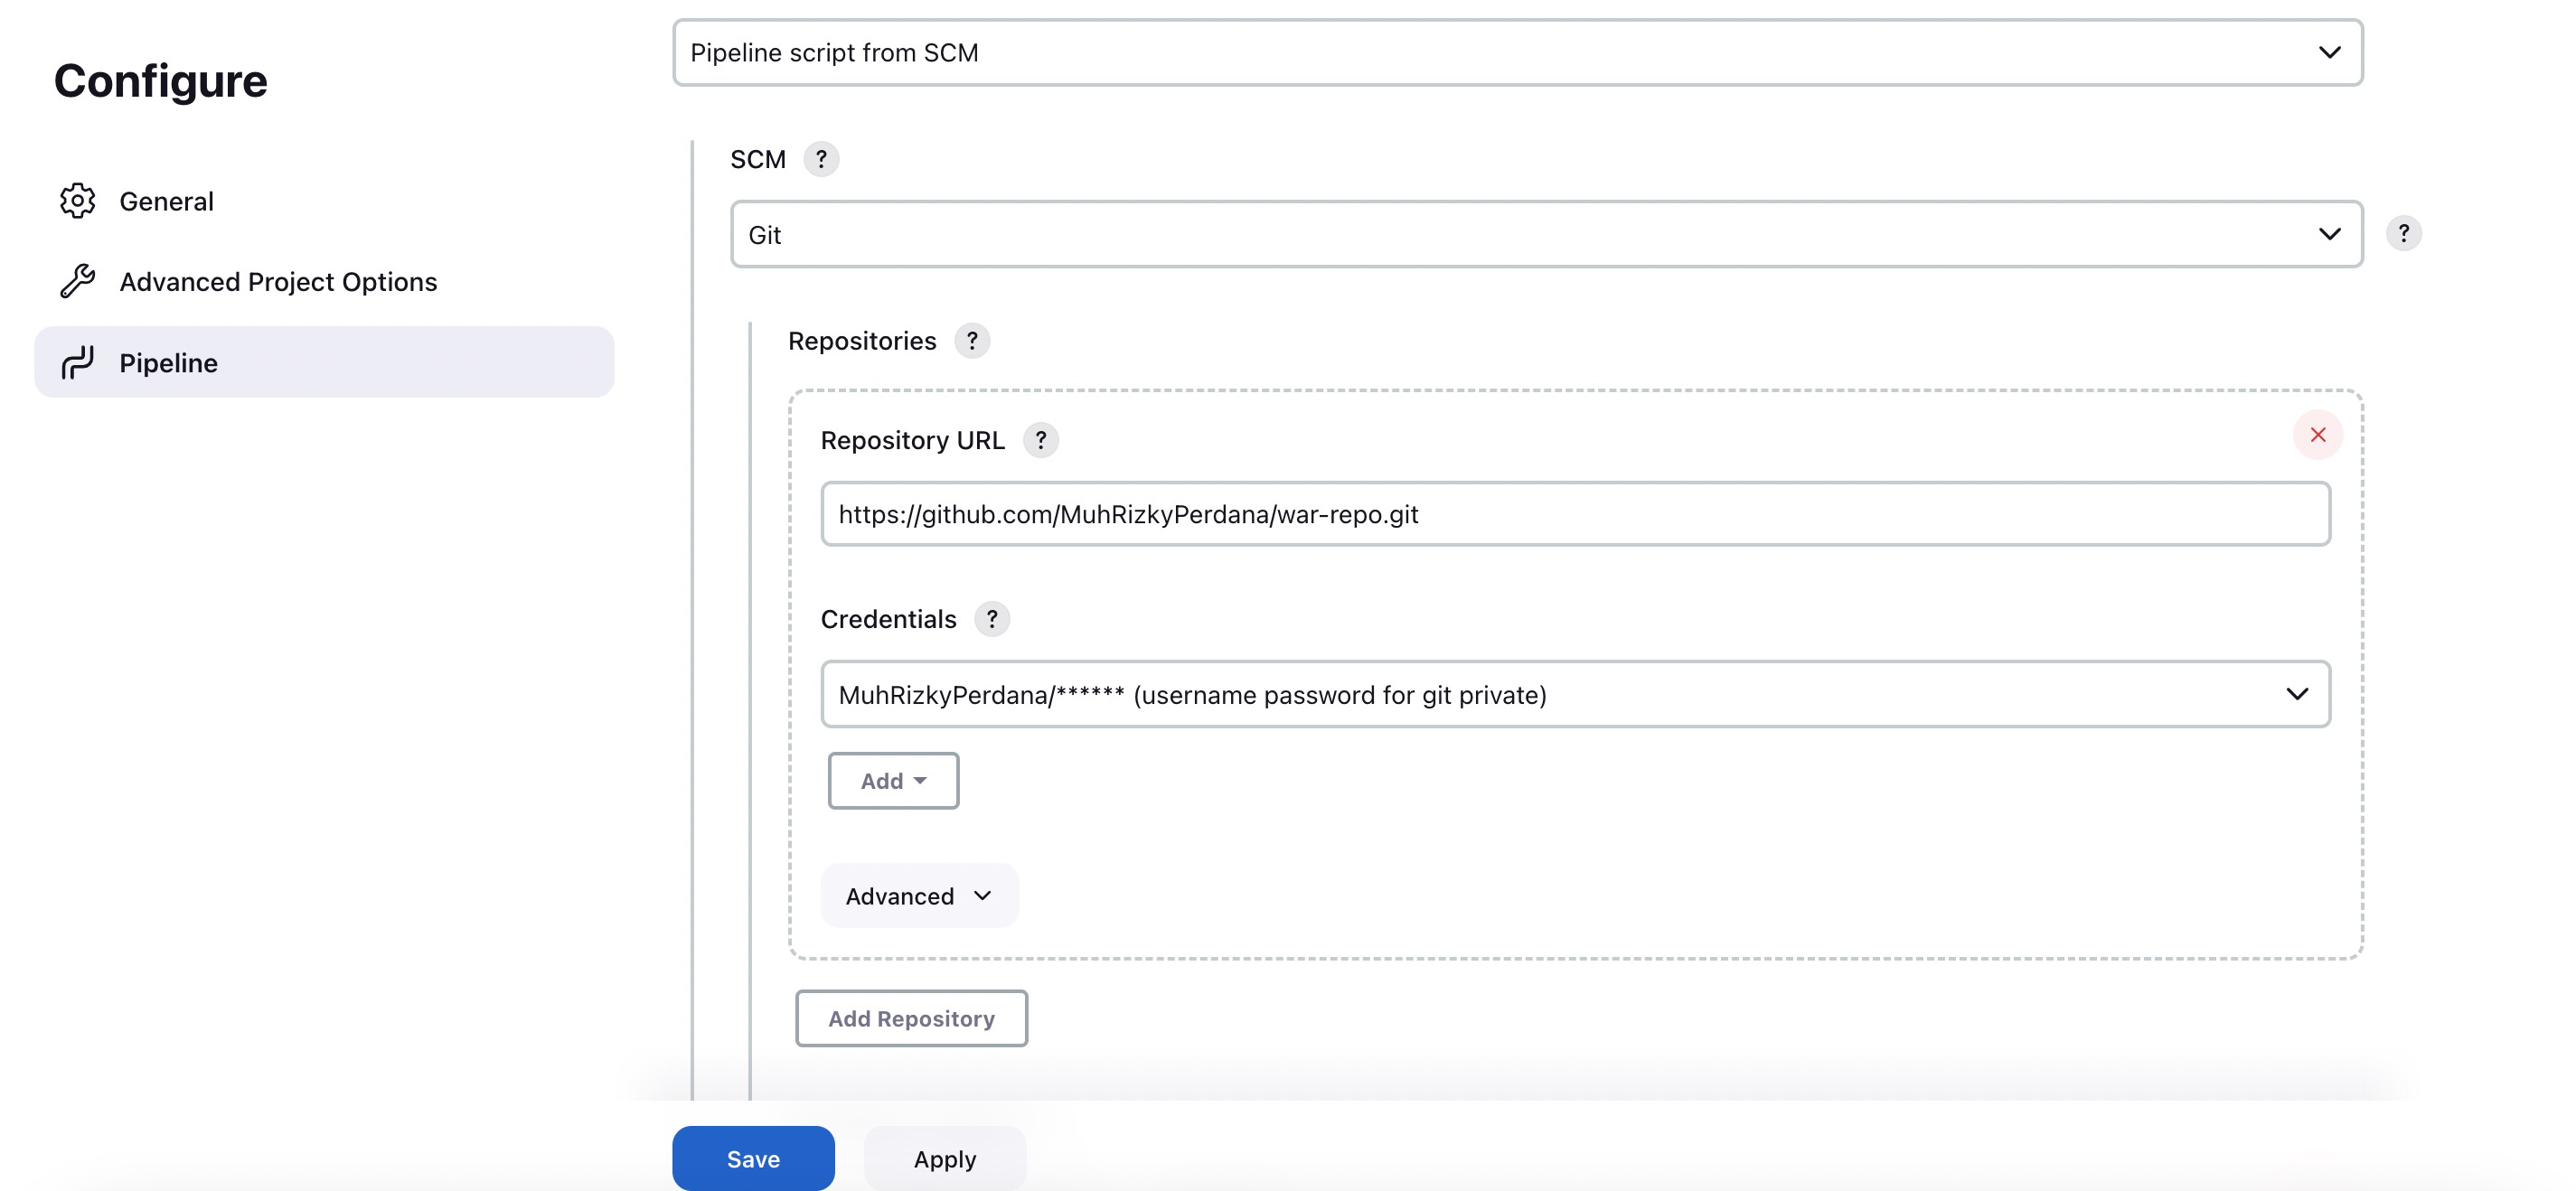 Configure
General
Advanced Project Options
Pipeline
Pipeline script from SCM
SCM ?
Git
?
Repositories ?
Repository URL ?
https://github.com/MuhRizkyPerdana/war-repo.git
Credentials ?
MuhRizkyPerdana/****** (username password for git private)
Add
Advanced
Add Repository
Save
Apply